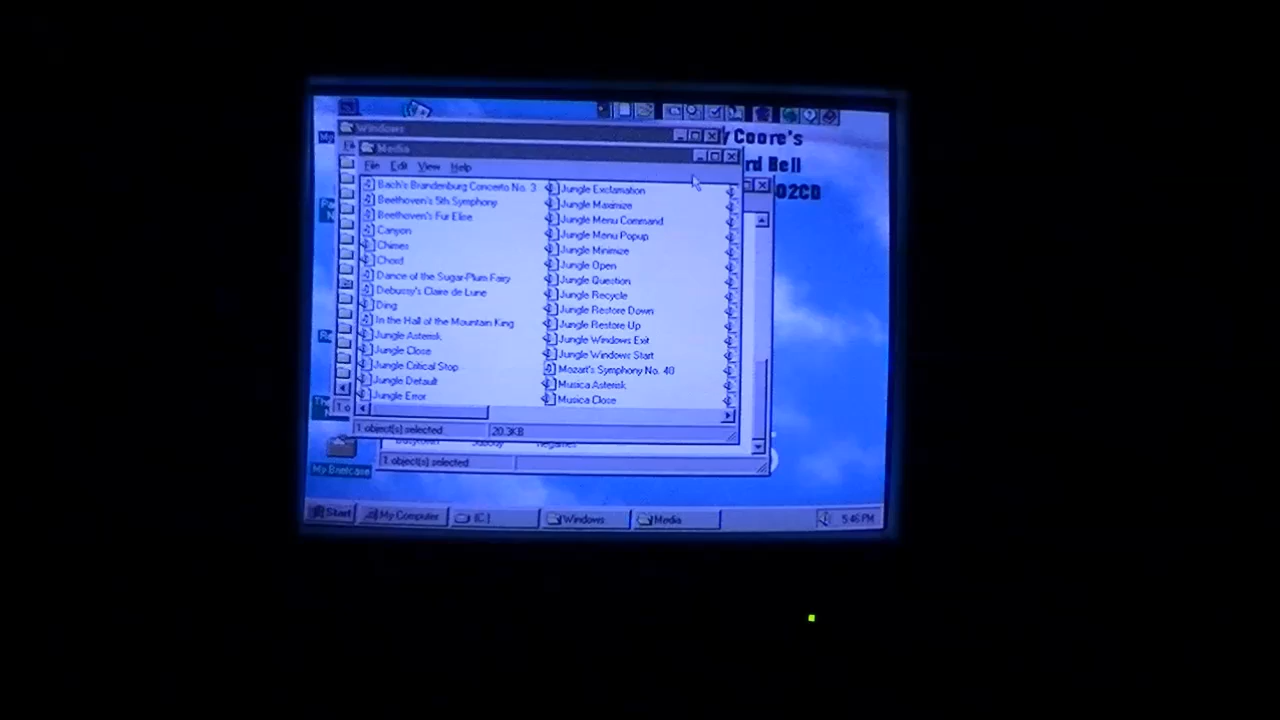 Windows
y Coore's
Media
rd Bell
File Edit View Help
02CD
Bach's Brandenburg Concerto No. 3
Beethoven's 5th Symphony
Beethoven's Fur Elise
Canyon
Chimes
Chord
Dance of the Sugar-Plum Fairy
Debussy's Claire de Lune
Ding
In the Hall of the Mountain King
Jungle Asterisk
Jungle Close
Jungle Critical Stop
Jungle Default
Jungle Error
Jungle Exclamation
Jungle Maximize
Jungle Menu Command
Jungle Menu Popup
Jungle Minimize
Jungle Open
Jungle Question
Jungle Recycle
Jungle Restore Down
Jungle Restore Up
Jungle Windows Exit
Jungle Windows Start
Mozart's Symphony No. 40
Musica Asterisk
Musica Close
1 object(s) selected 20.3KB
1 object(s) selected
My Briefcase
Start My Computer (C:) Windows Media 5:46 PM